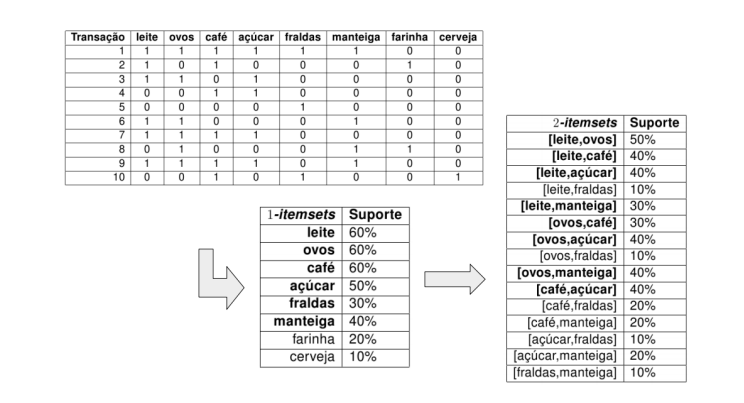 Transação leite ovos café açúcar fraldas manteiga farinha cerveja
1 1 1 1 1 1 1 0 0
2 1 0 1 0 0 0 1 0
3 1 1 0 1 0 0 0 0
4 0 0 1 1 0 0 0 0
5 0 0 0 0 1 0 0 0
6 1 1 0 0 0 1 0 0
7 1 1 1 1 0 0 0 0
8 0 1 0 0 0 1 1 0
9 1 1 1 1 0 1 0 0
10 0 0 1 0 1 0 0 1
1-itemsets Suporte
leite 60%
ovos 60%
café 60%
açúcar 50%
fraldas 30%
manteiga 40%
farinha 20%
cerveja 10%
2-itemsets Suporte
[leite,ovos] 50%
[leite,café] 40%
[leite,açúcar] 40%
[leite,fraldas] 10%
[leite,manteiga] 30%
[ovos,café] 30%
[ovos,açúcar] 40%
[ovos,fraldas] 10%
[ovos,manteiga] 40%
[café,açúcar] 40%
[café,fraldas] 20%
[café,manteiga] 20%
[açúcar,fraldas] 10%
[açúcar,manteiga] 20%
[fraldas,manteiga] 10%